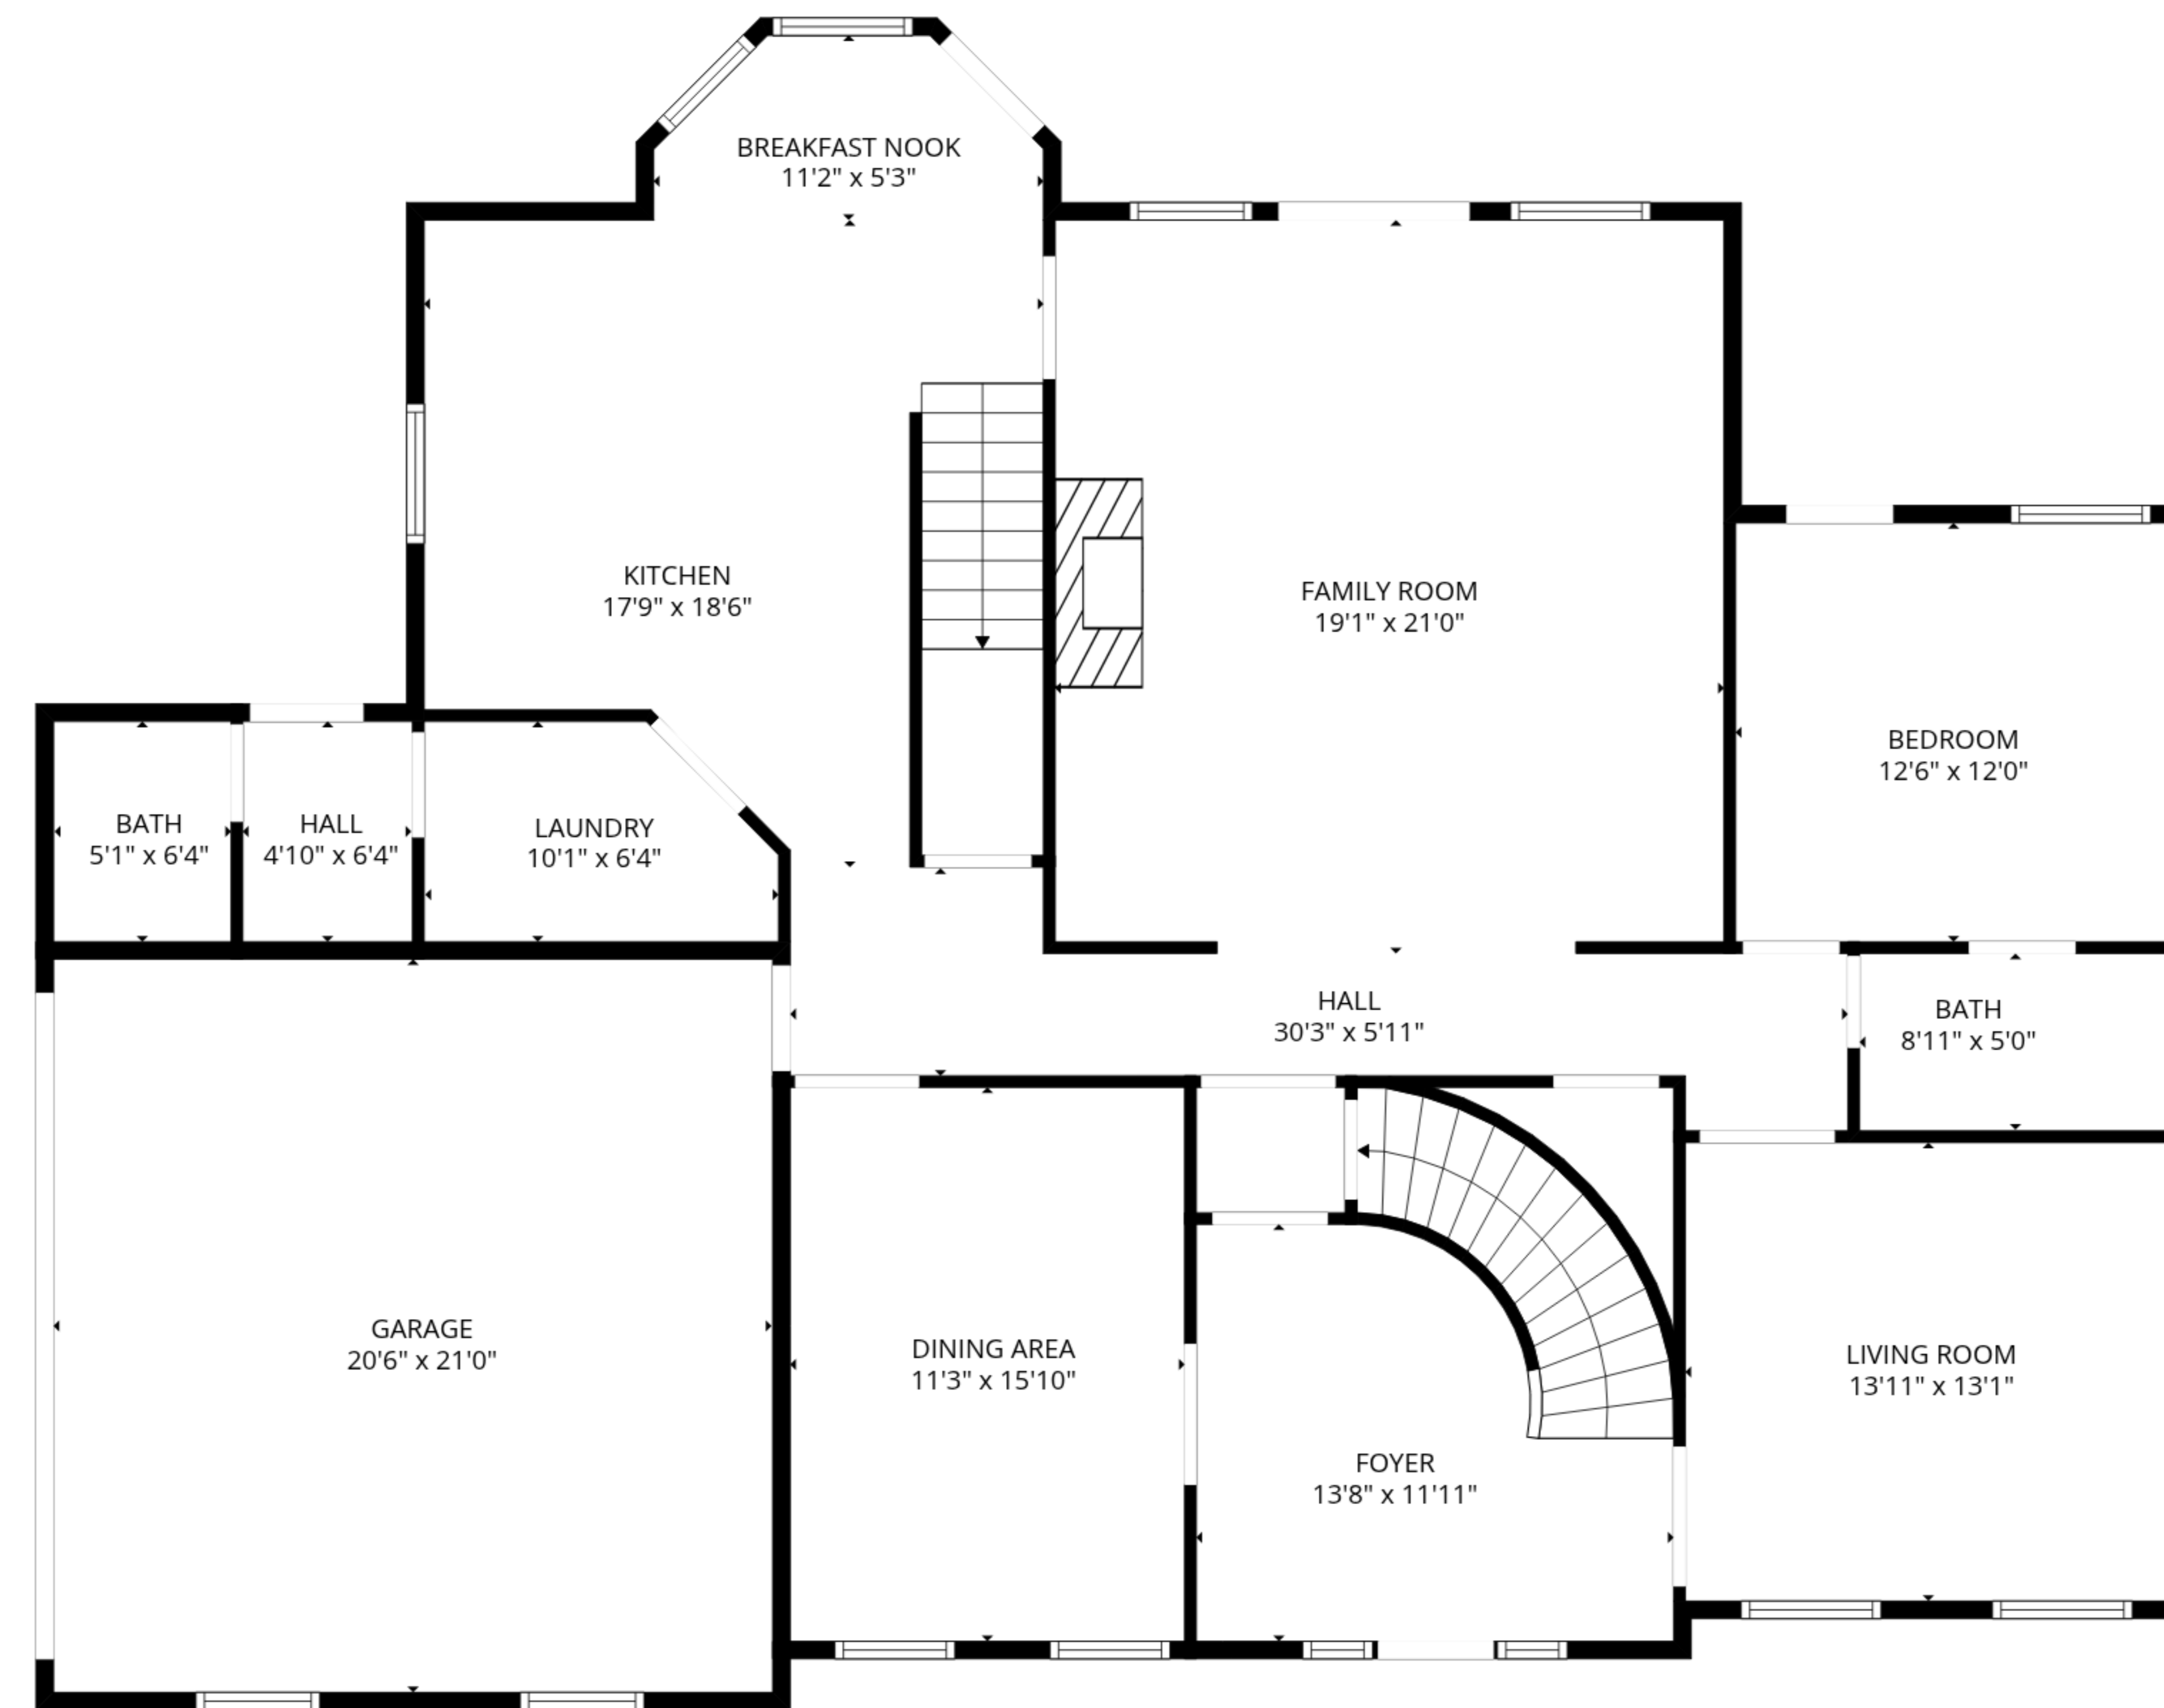 BREAKFAST NOOK
11'2" x 5'3"
KITCHEN
17'9" x 18'6"
FAMILY ROOM
19'1" x 21'0"
BEDROOM
12'6" x 12'0"
BATH
5'1" x 6'4"
HALL
4'10" x 6'4"
LAUNDRY
10'1" x 6'4"
HALL
30'3" x 5'11"
BATH
8'11" x 5'0"
GARAGE
20'6" x 21'0"
DINING AREA
11'3" x 15'10"
FOYER
13'8" x 11'11"
LIVING ROOM
13'11" x 13'1"